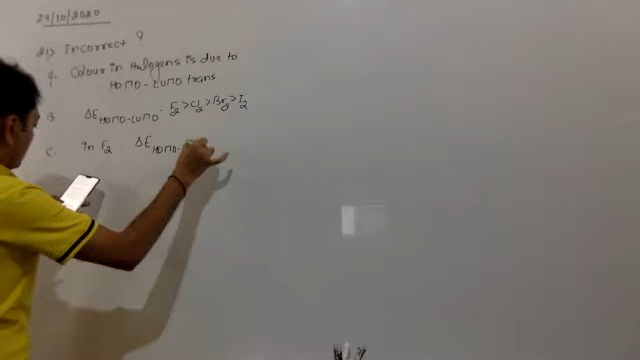 29/10/2020
21) Incorrect ?
A. Colour in Halogens is due to
HOMO-LUMO trans
B ΔE HOMO-LUMO - F2 > Cl2 > Br2 > I2
C. In F2 ΔE HOMO-